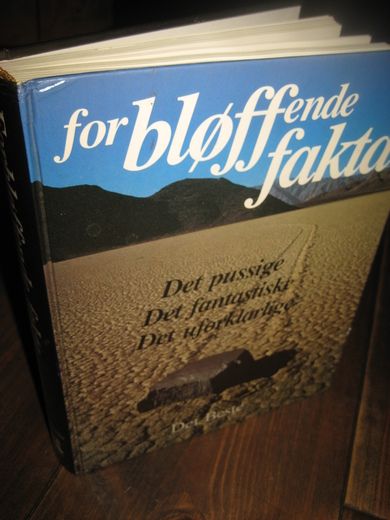 forbløffende
fakta
Det pussige
Det fantastiske
Det uforklarlige
Det Beste